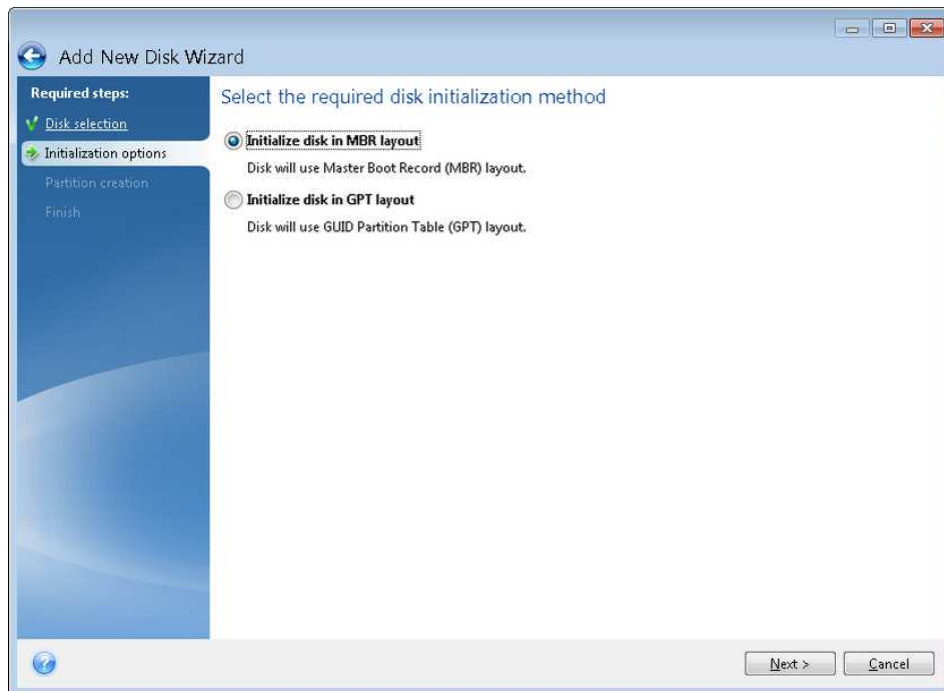 Add New Disk Wizard
Required steps:
Disk selection
Initialization options
Partition creation
Finish
Select the required disk initialization method
Initialize disk in MBR layout
Disk will use Master Boot Record (MBR) layout.
Initialize disk in GPT layout
Disk will use GUID Partition Table (GPT) layout.
Next >
Cancel